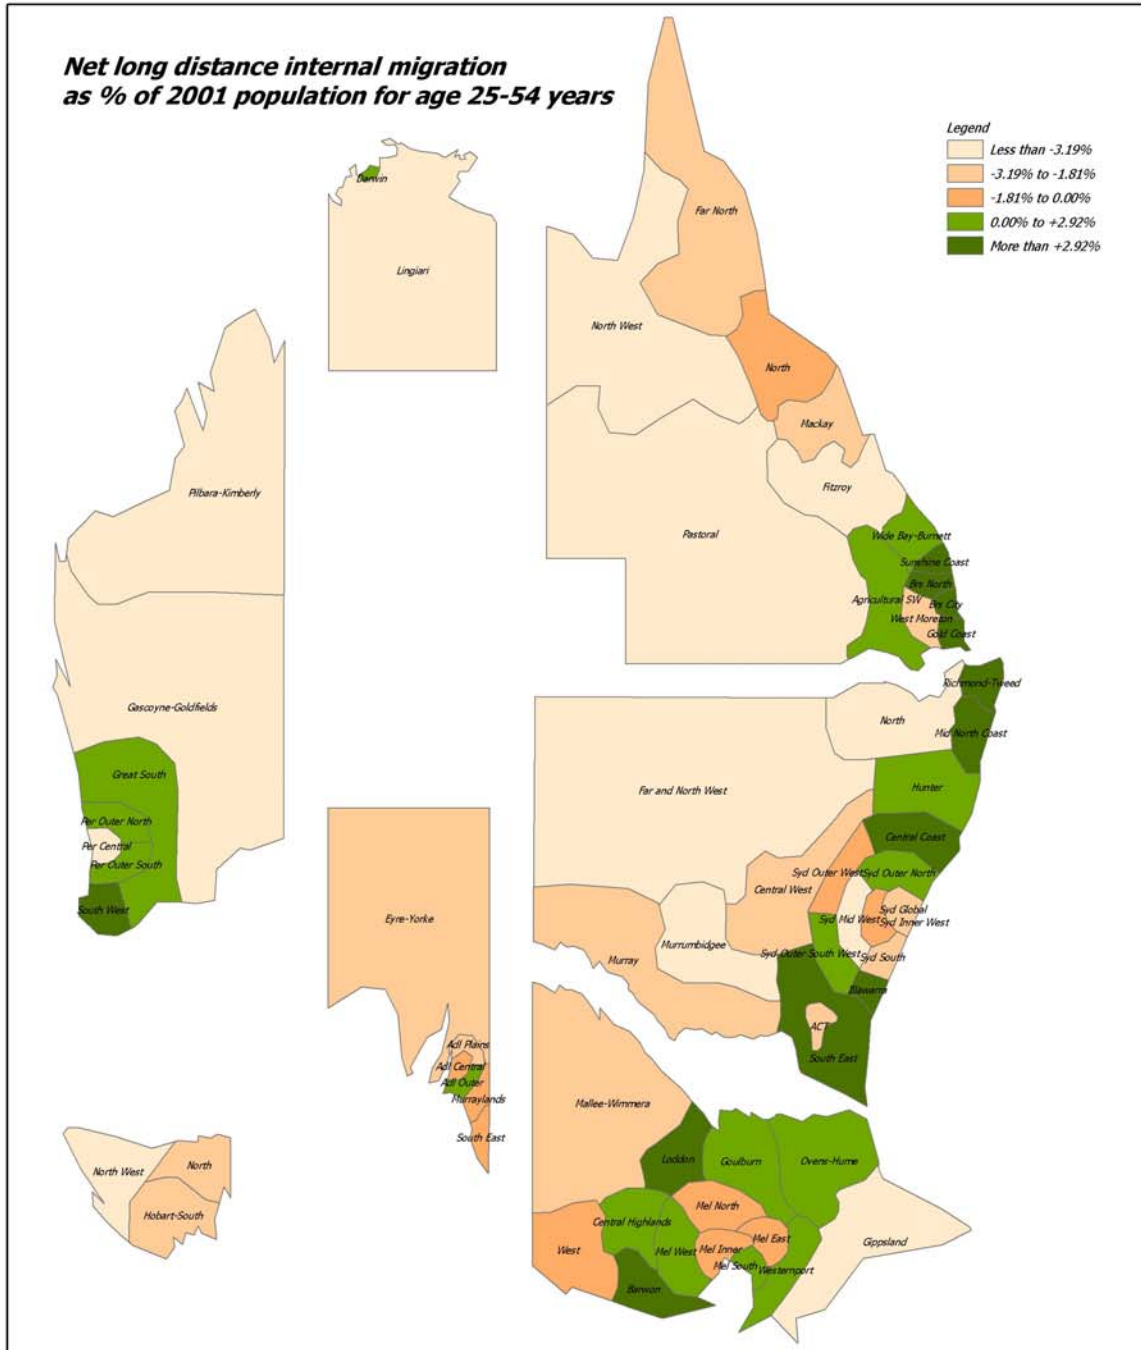 Net long distance internal migration
as % of 2001 population for age 25-54 years
Legend
Less than -3.19%
-3.19% to -1.81%
-1.81% to 0.00%
0.00% to +2.92%
More than +2.92%
Darwin
Lingiari
Far North
North West
North
Mackay
Fitzroy
Pastoral
Wide Bay-Burnett
Sunshine Coast
Brs North
Agricultural SW
Brs City
West Moreton
Gold Coast
Pilbara-Kimberly
Gascoyne-Goldfields
Great South
Per Outer North
Per Central
Per Outer South
South West
Richmond-Tweed
North
Mid North Coast
Far and North West
Hunter
Central Coast
Syd Outer West
Syd Outer North
Central West
Syd Global
Syd Mid West
Syd Inner West
Murrumbidgee
Syd Outer South West
Syd South
Murray
Illawarra
ACT
South East
Eyre-Yorke
Adl Plains
Adl Central
Adl Outer
Murraylands
South East
Mallee-Wimmera
Loddon
Goulburn
Ovens-Hume
Mel North
Central Highlands
Mel East
West
Mel West
Mel Inner
Gippsland
Mel South
Westernport
Barwon
North West
North
Hobart-South